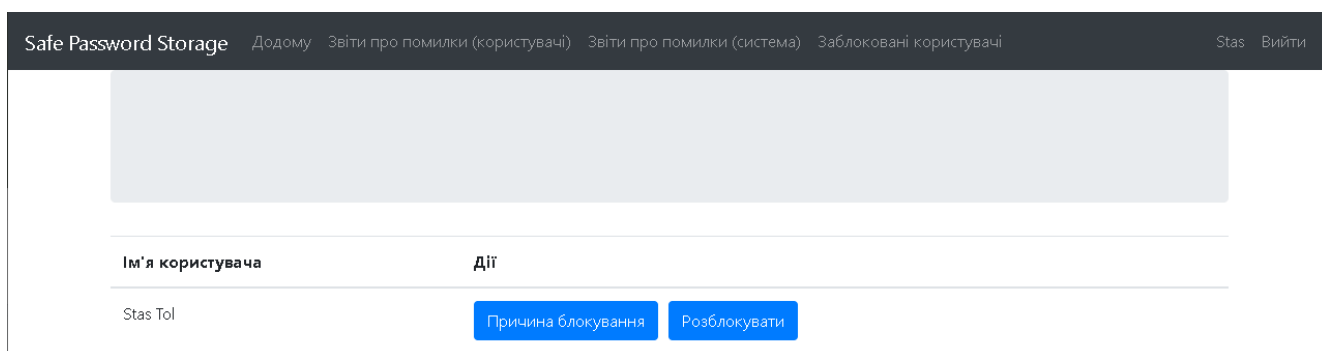 Safe Password Storage Додому Звіти про помилки (користувачі) Звіти про помилки (система) Заблоковані користувачі Stas Вийти
Ім'я користувача Дії
Stas Tol Причина блокування Розблокувати